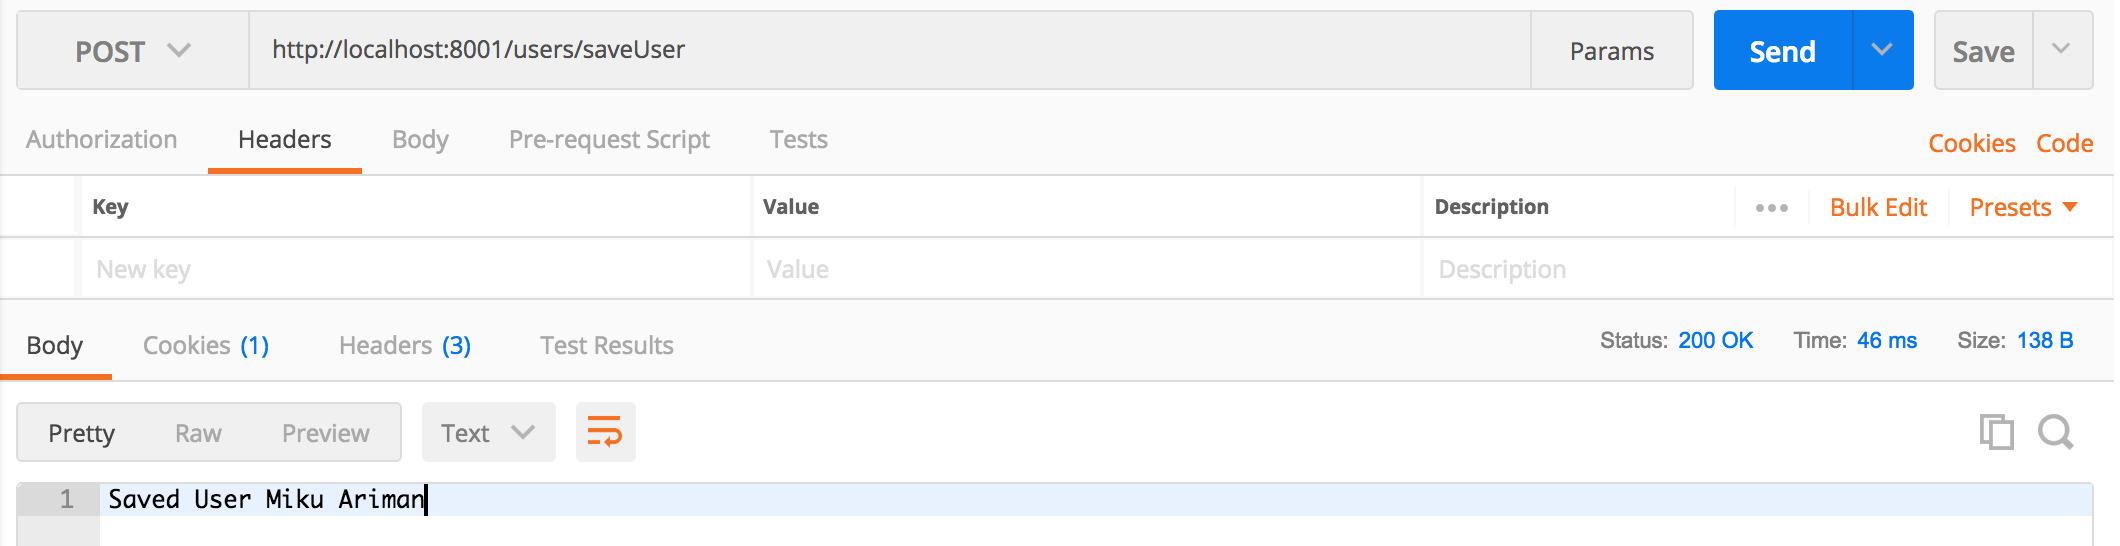 POST http://localhost:8001/users/saveUser Params Send Save
Authorization Headers Body Pre-request Script Tests Cookies Code
Key Value Description ••• Bulk Edit Presets
New key Value Description
Body Cookies (1) Headers (3) Test Results Status: 200 OK Time: 46 ms Size: 138 B
Pretty Raw Preview Text
1 Saved User Miku Ariman